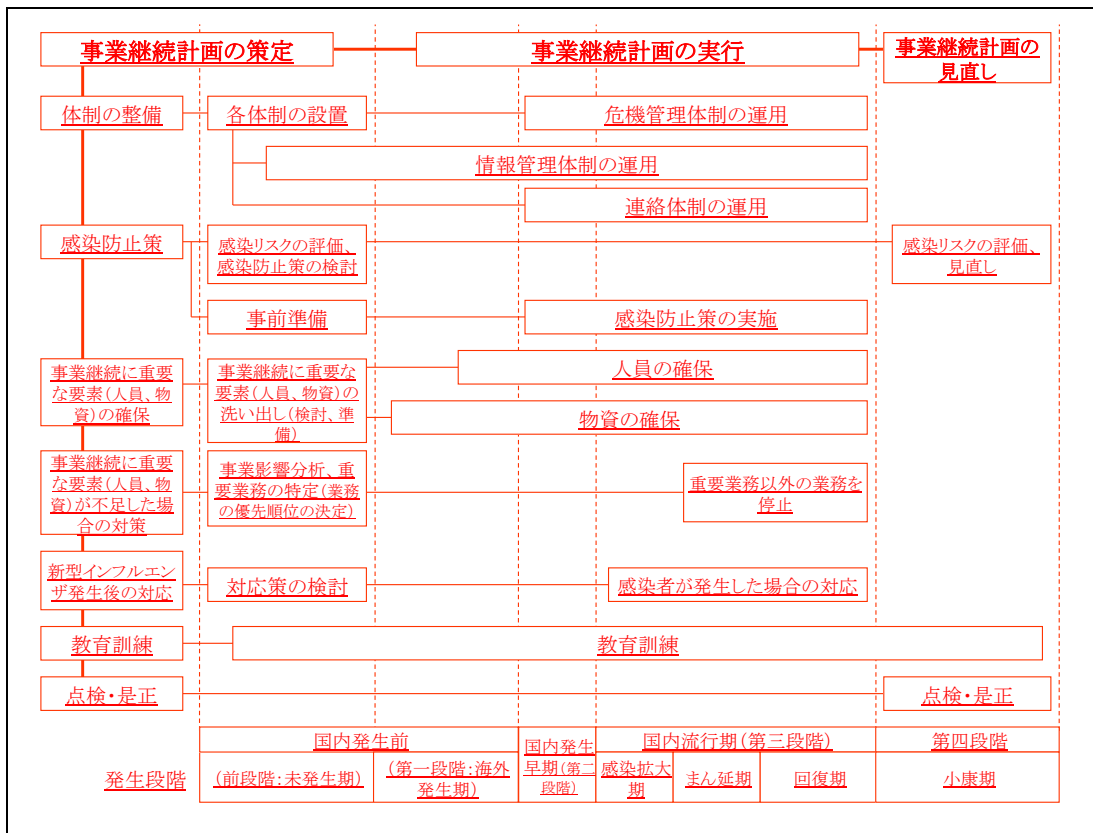 事業継続計画の策定
事業継続計画の実行
事業継続計画の
見直し
体制の整備
各体制の設置
危機管理体制の運用
情報管理体制の運用
連絡体制の運用
感染防止策
感染リスクの評価、
感染防止策の検討
感染リスクの評価、
見直し
事前準備
感染防止策の実施
事業継続に重要
な要素(人員、物
資)の確保
事業継続に重要な
要素(人員、物資)の
洗い出し(検討、準
備)
人員の確保
物資の確保
事業継続に重要
な要素(人員、物
資)が不足した場
合の対策
事業影響分析、重
要業務の特定(業務
の優先順位の決定)
重要業務以外の業務を
停止
新型インフルエン
ザ発生後の対応
対応策の検討
感染者が発生した場合の対応
教育訓練
教育訓練
点検・是正
点検・是正
発生段階
国内発生前
(前段階:未発生期)
(第一段階:海外
発生期)
国内発生
早期(第二
段階)
国内流行期(第三段階)
感染拡大
期
まん延期
回復期
第四段階
小康期